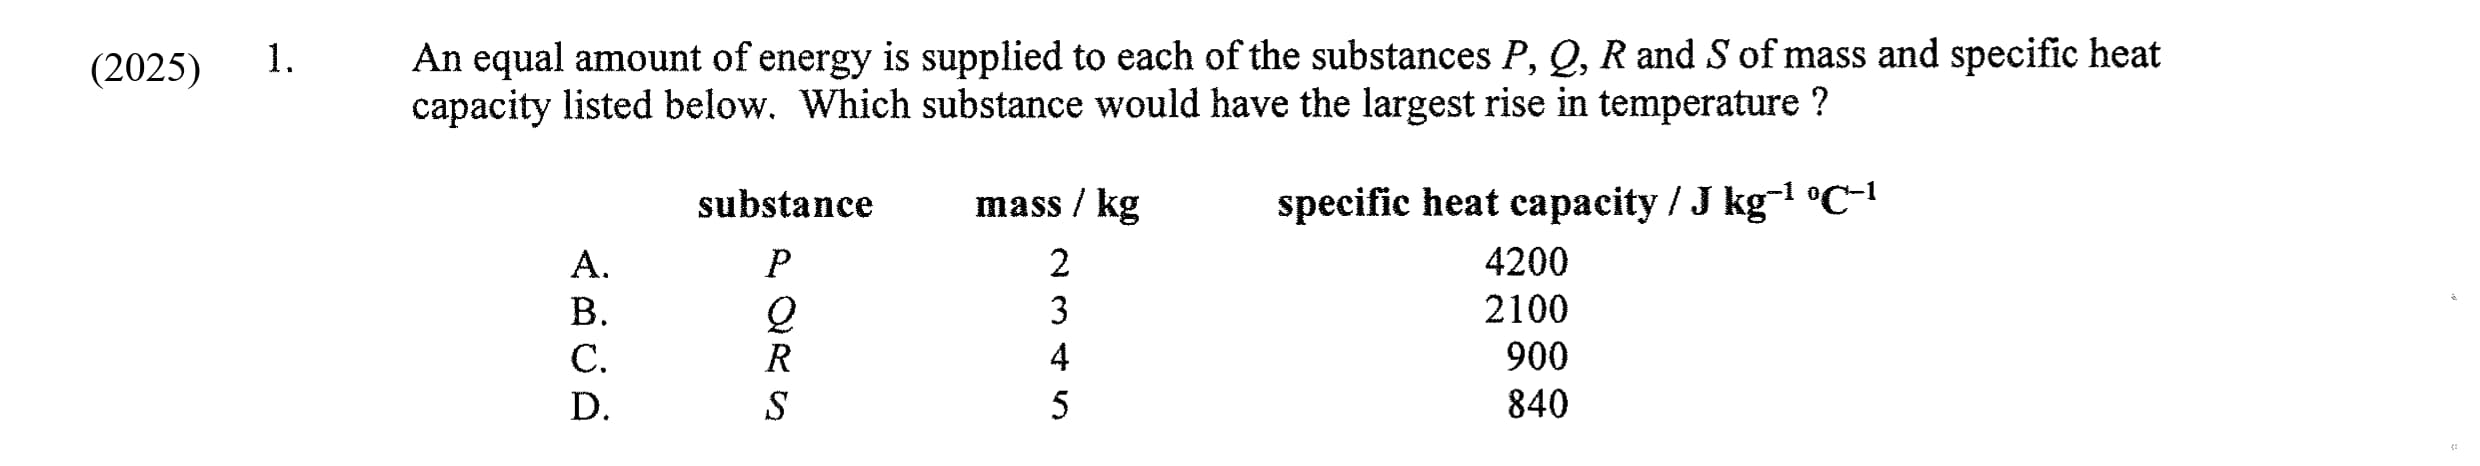 (2025) 1. An equal amount of energy is supplied to each of the substances P, Q, R and S of mass and specific heat
capacity listed below. Which substance would have the largest rise in temperature ?
substance mass / kg specific heat capacity / J kg⁻¹ ⁰C⁻¹
A. P 2 4200
B. Q 3 2100
C. R 4 900
D. S 5 840